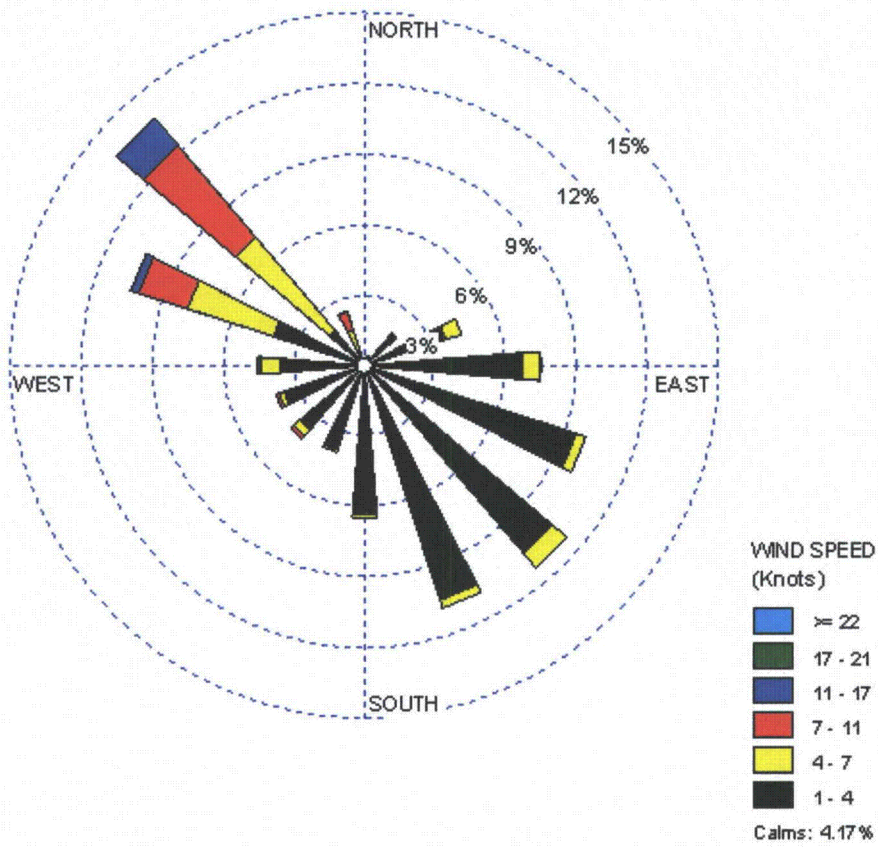 NORTH
15%
12%
9%
6%
3%
WEST
EAST
SOUTH
WIND SPEED
(Knots)
>= 22
17 - 21
11 - 17
7 - 11
4 - 7
1 - 4
Calms: 4.17%